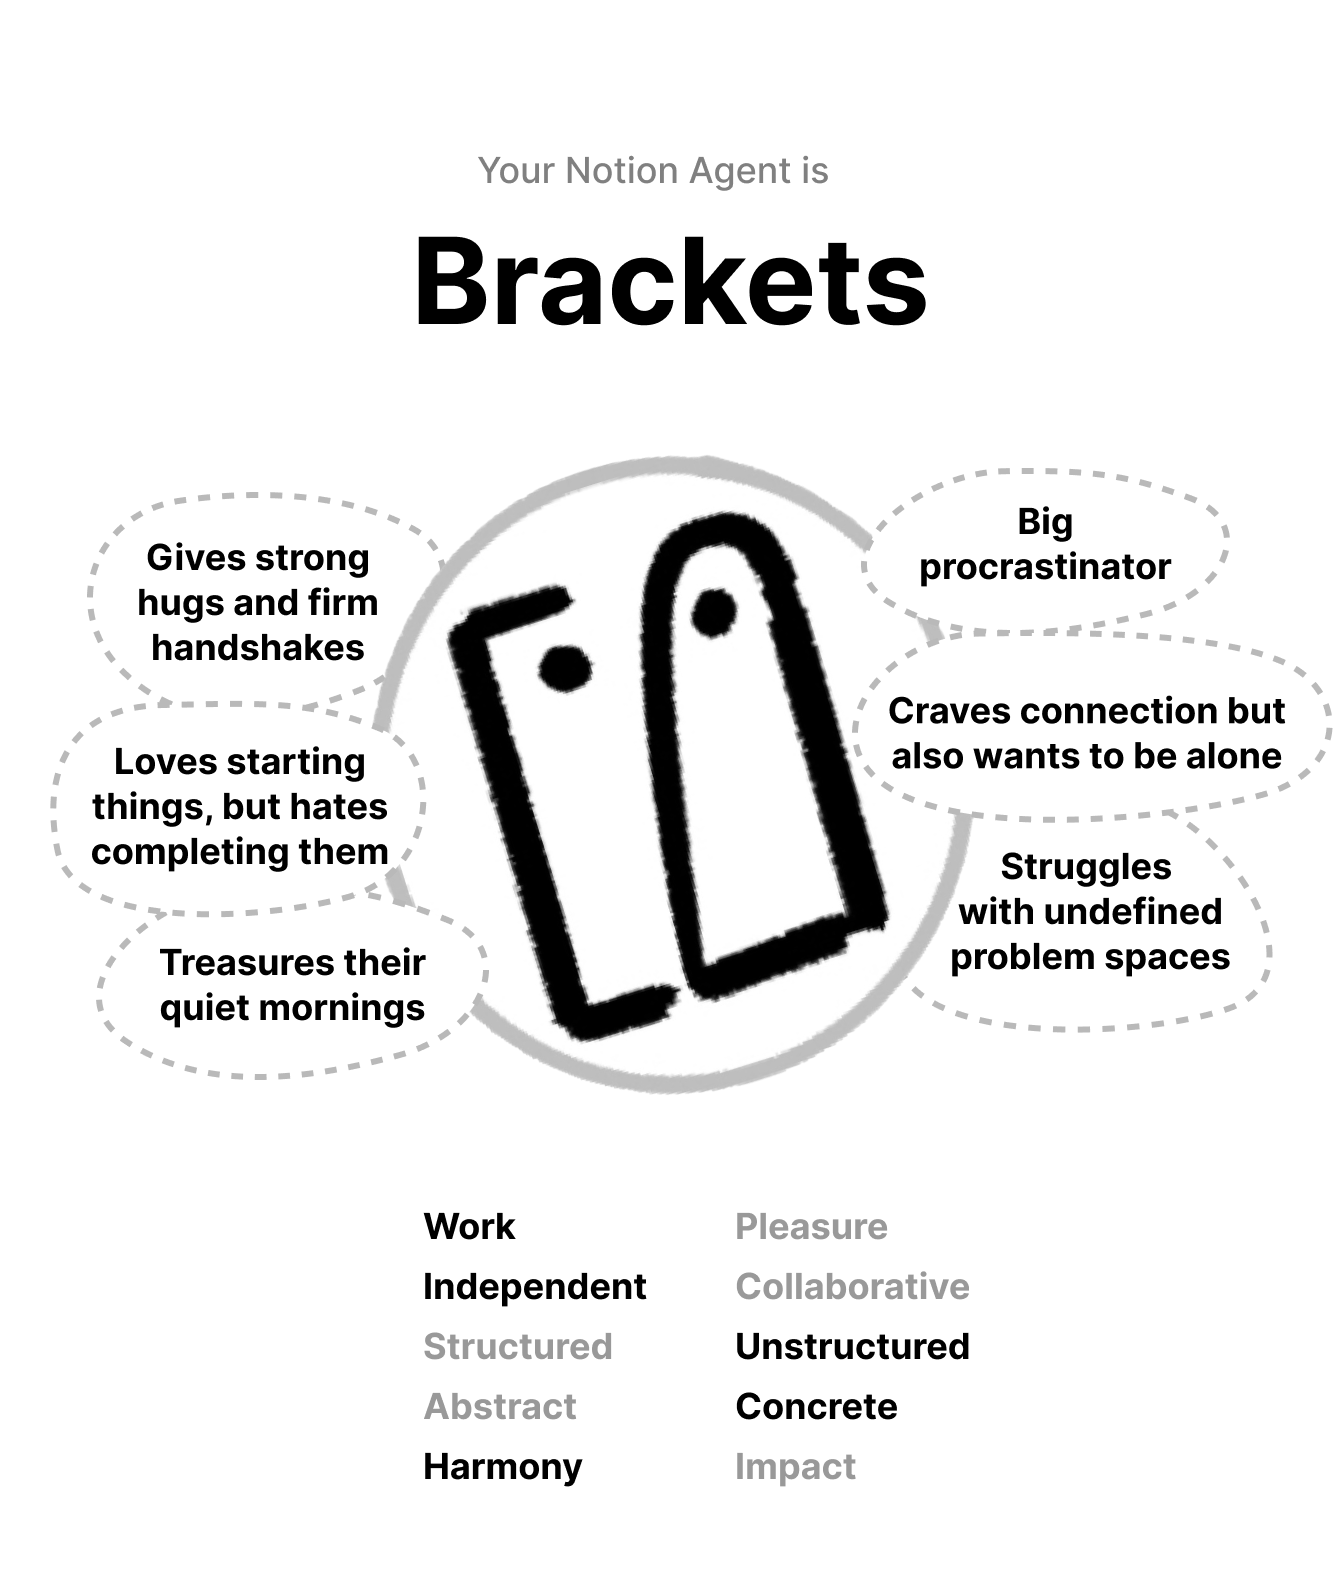 Your Notion Agent is
Brackets
Gives strong
hugs and firm
handshakes
Loves starting
things, but hates
completing them
Treasures their
quiet mornings
Big
procrastinator
Craves connection but
also wants to be alone
Struggles
with undefined
problem spaces
Work Pleasure
Independent Collaborative
Structured Unstructured
Abstract Concrete
Harmony Impact